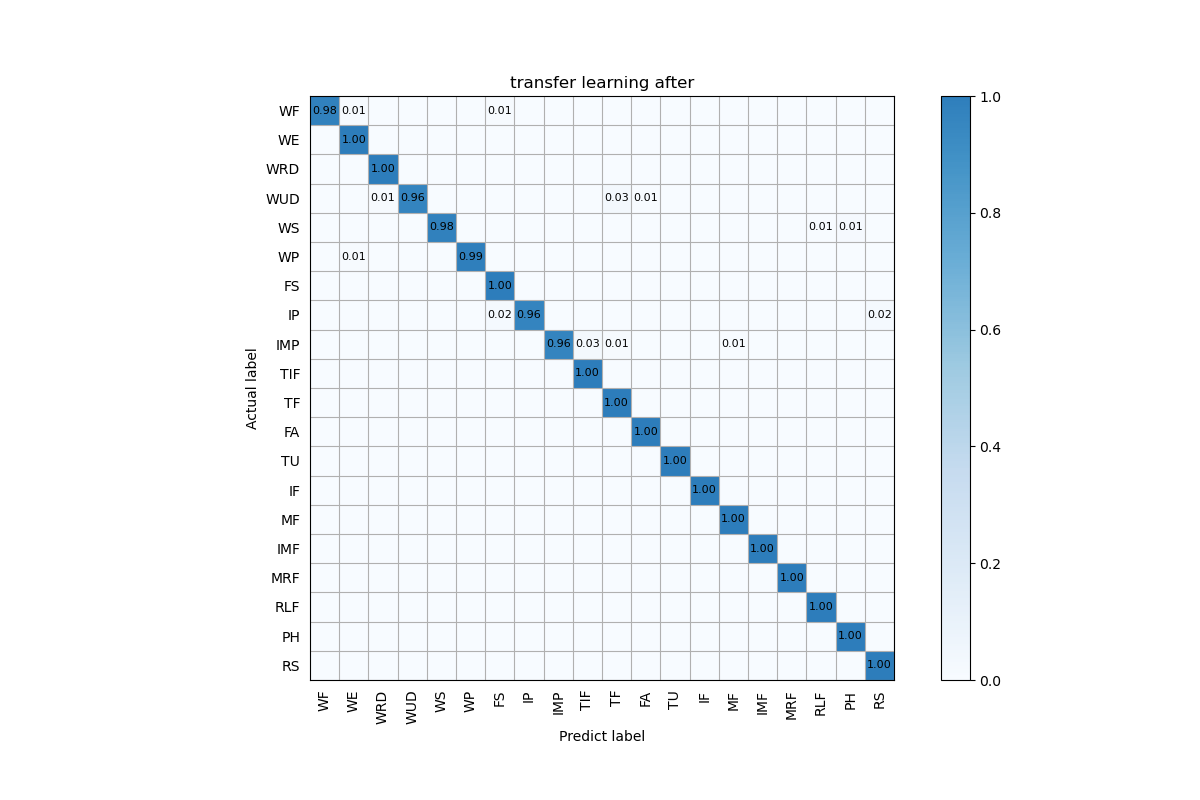 transfer learning after
WF 0.98 0.01 0.01
WE 1.00
WRD 1.00
WUD 0.01 0.96 0.03 0.01
WS 0.98 0.01 0.01
WP 0.01 0.99
FS 1.00
IP 0.02 0.96 0.02
IMP 0.96 0.03 0.01 0.01
TIF 1.00
TF 1.00
FA 1.00
TU 1.00
IF 1.00
MF 1.00
IMF 1.00
MRF 1.00
RLF 1.00
PH 1.00
RS 1.00
Actual label
WF WE WRD WUD WS WP FS IP IMP TIF TF FA TU IF MF IMF MRF RLF PH RS
Predict label
1.0
0.8
0.6
0.4
0.2
0.0